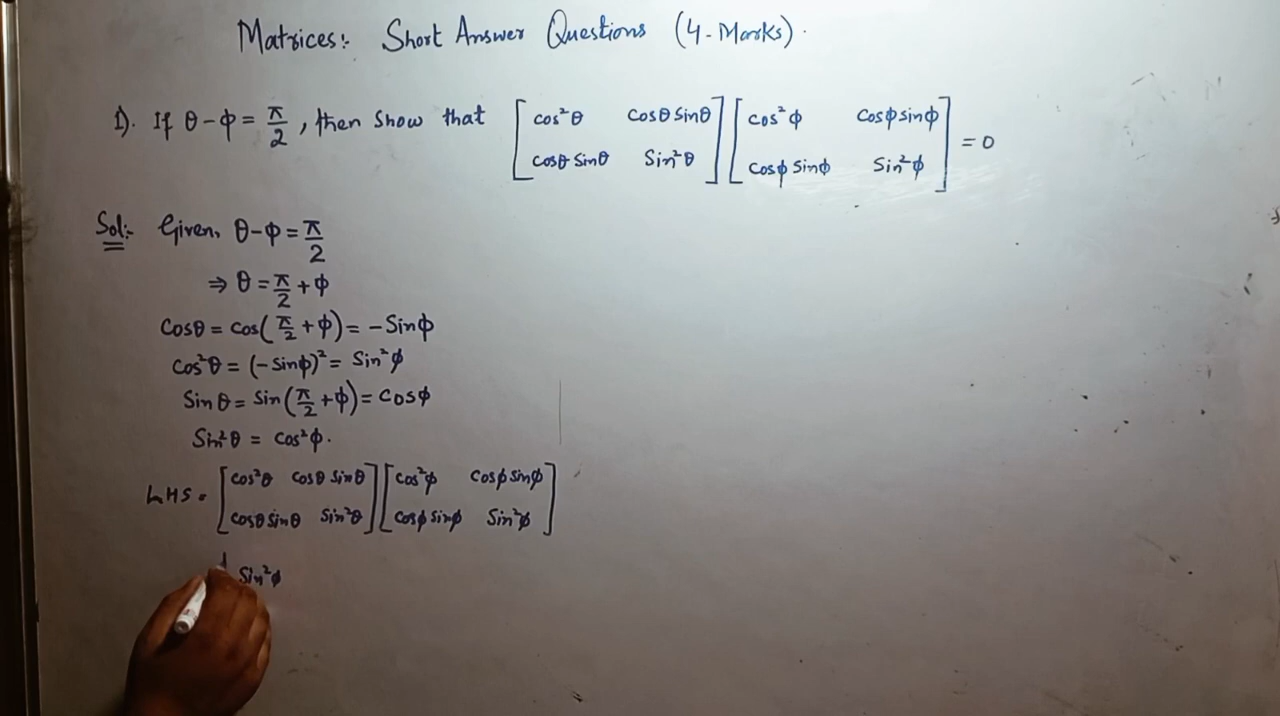 Matrices:- Short Answer Questions (4-Marks).
1). If θ-ϕ = π/2, then show that [cos²θ cosθ sinθ cosθ sinθ Sin²θ] [cos²ϕ cosϕ sinϕ cosϕ sinϕ Sin²ϕ] = 0
Sol:- Given, θ-ϕ = π/2
⇒ θ = π/2 + ϕ
Cosθ = cos(π/2 + ϕ) = -Sinϕ
cos²θ = (-sinϕ)² = Sin²ϕ
Sin θ = Sin(π/2 + ϕ) = cosϕ
Sin²θ = cos²ϕ.
LHS = [cos²θ cosθ sinθ cosθ sinθ Sin²θ] [cos²ϕ cosϕ sinϕ cosϕ sinϕ Sin²ϕ]
Sin²ϕ